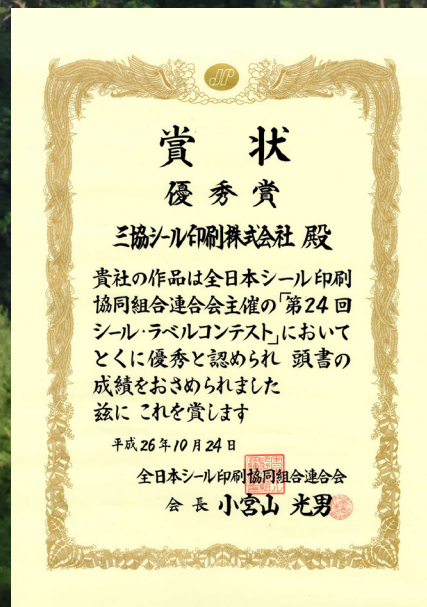 賞状
優秀賞
三協シール印刷株式会社 殿
貴社の作品は全日本シール印刷
協同組合連合会主催の「第24回
シール・ラベルコンテスト」において
とくに優秀と認められ 頭書の
成績をおさめられました
玆に これを賞します
平成26年10月24日
全日本シール印刷協同組合連合会
会長 小宮山 光男